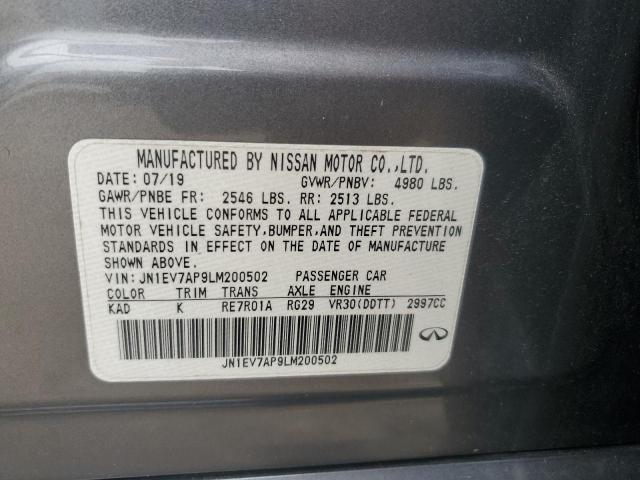 MANUFACTURED BY NISSAN MOTOR CO.,LTD.
DATE: 07/19 GVWR/PNBV: 4980 LBS.
GAWR/PNBE FR: 2546 LBS. RR: 2513 LBS.
THIS VEHICLE CONFORMS TO ALL APPLICABLE FEDERAL
MOTOR VEHICLE SAFETY,BUMPER,AND THEFT PREVENTION
STANDARDS IN EFFECT ON THE DATE OF MANUFACTURE
SHOWN ABOVE.
VIN:JN1EV7AP9LM200502 PASSENGER CAR
COLOR TRIM TRANS AXLE ENGINE
KAD K RE7R01A RG29 VR30(DDTT) 2997CC
JN1EV7AP9LM200502